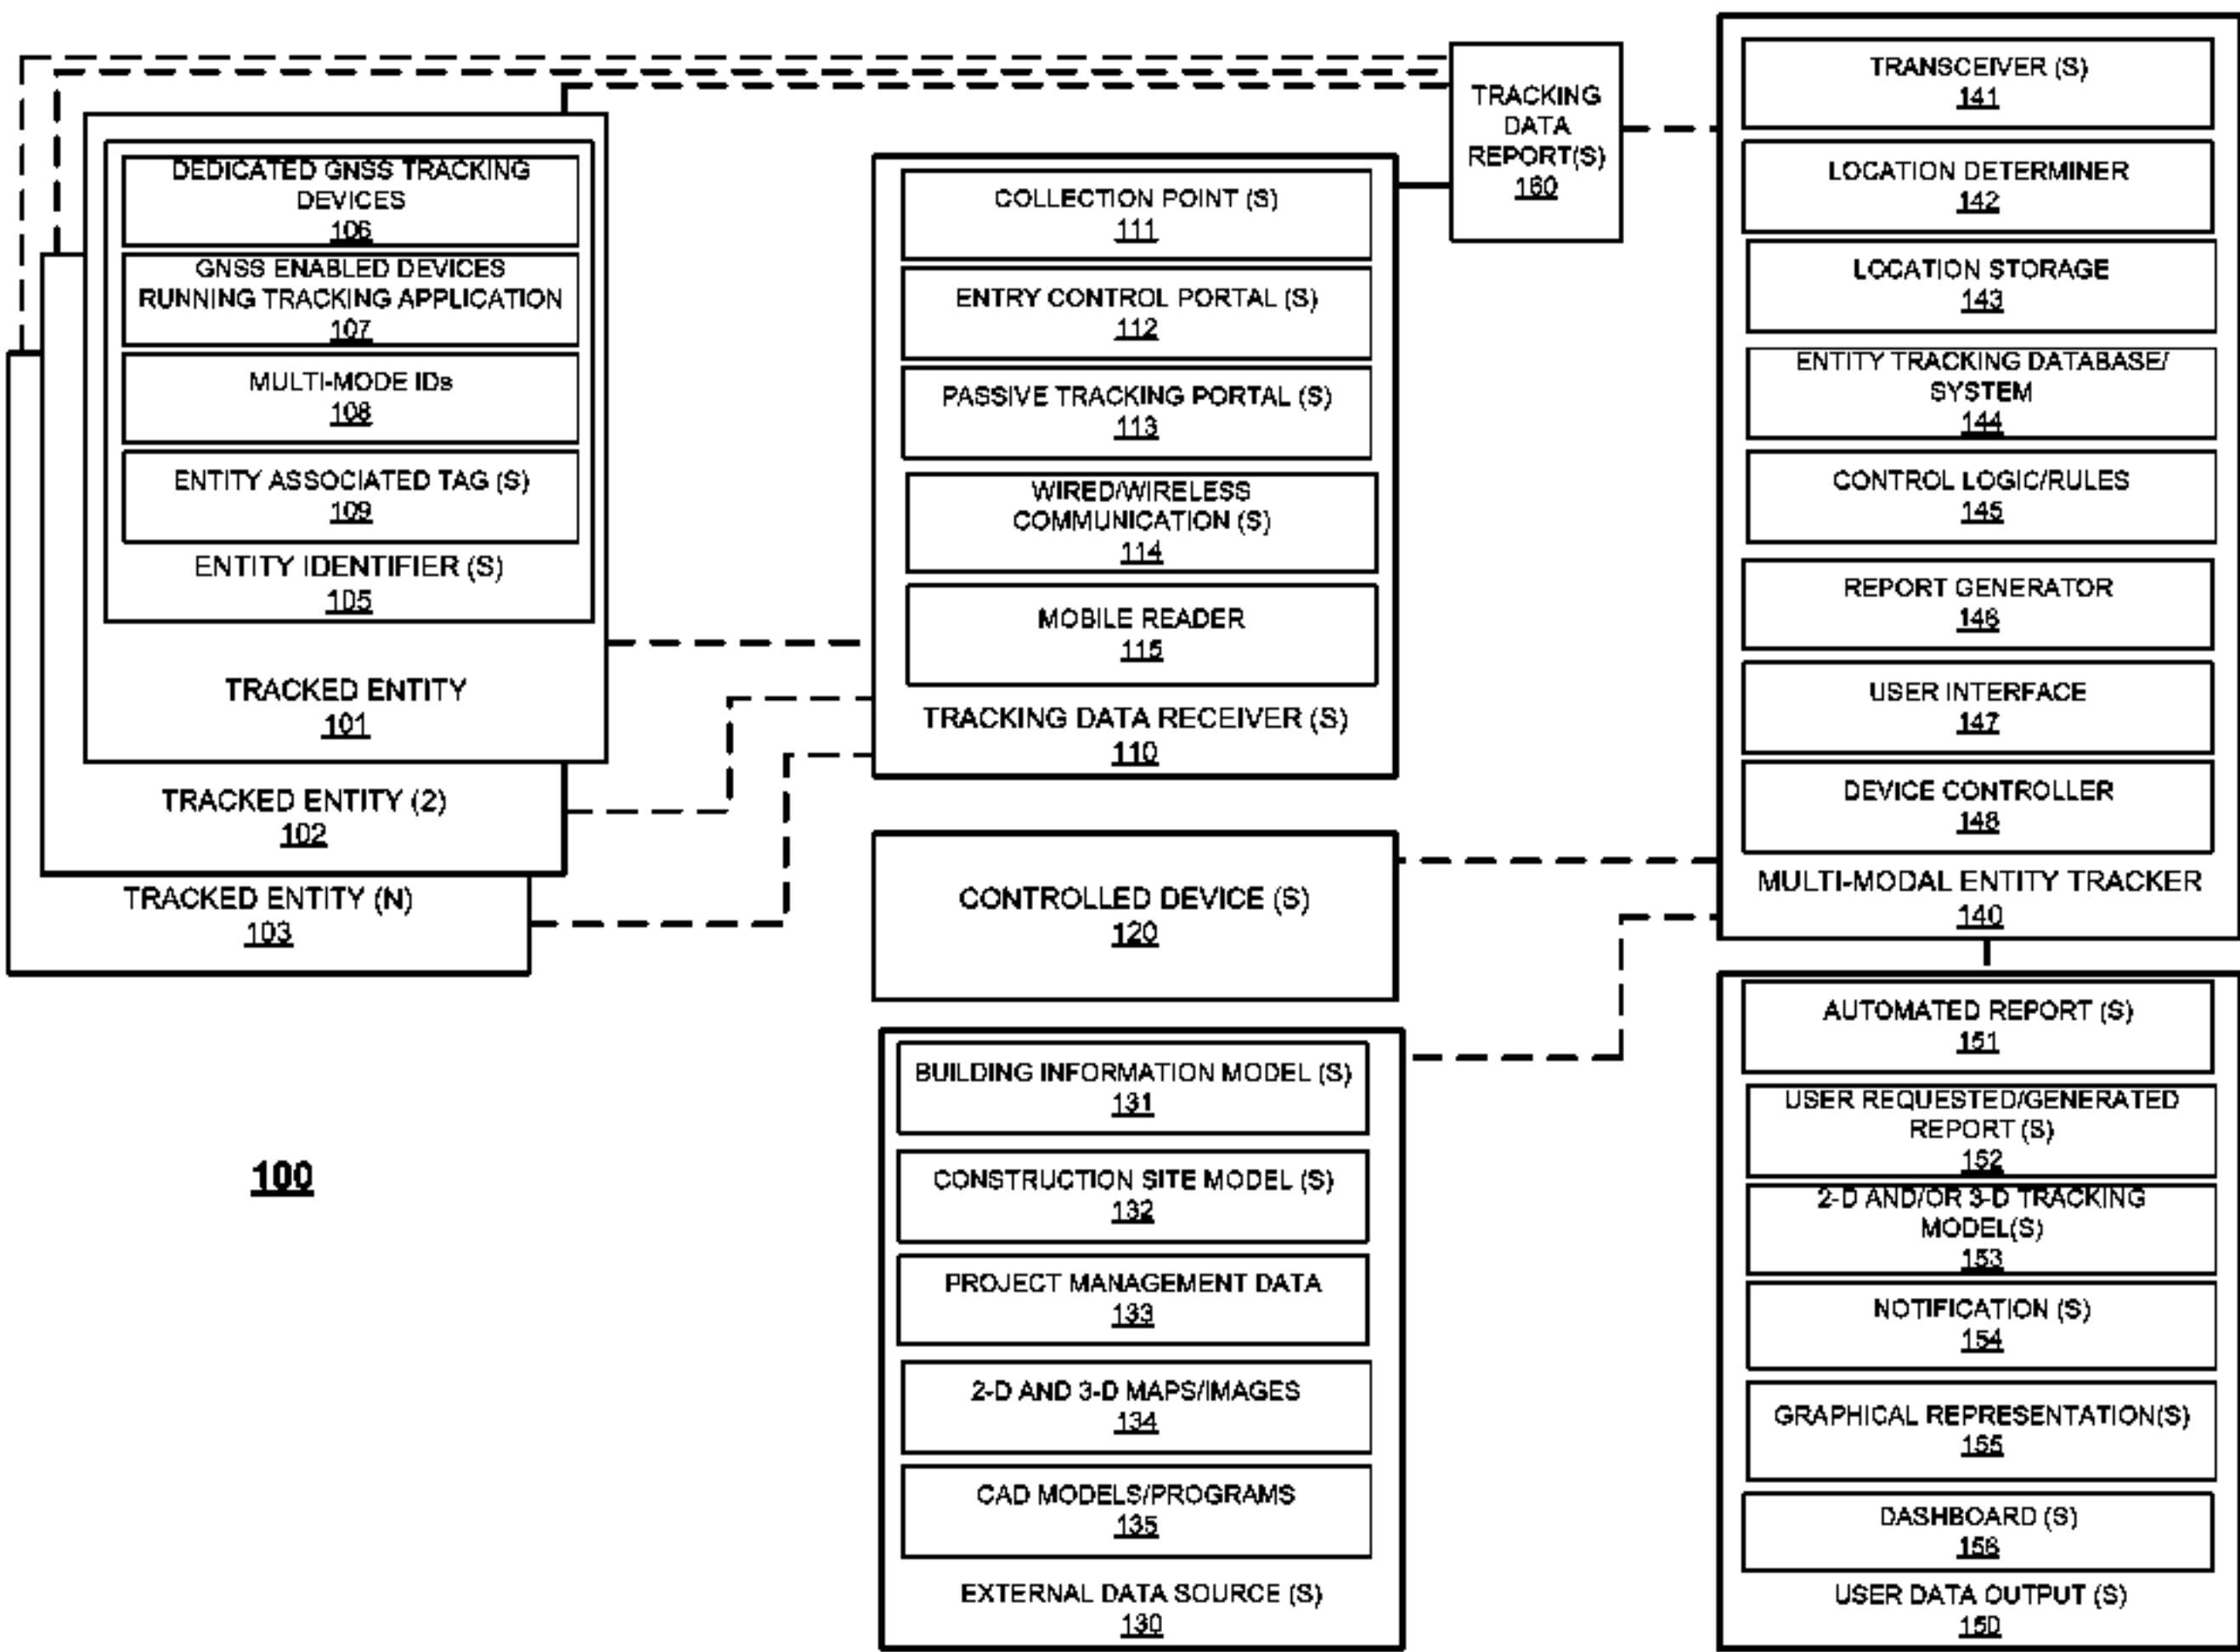 DEDICATED GNSS TRACKING
DEVICES
106
GNSS ENABLED DEVICES
RUNNING TRACKING APPLICATION
107
MULTI-MODE IDs
108
ENTITY ASSOCIATED TAG (S)
109
ENTITY IDENTIFIER (S)
105
TRACKED ENTITY
101
TRACKED ENTITY (2)
102
TRACKED ENTITY (N)
103
100
COLLECTION POINT (S)
111
ENTRY CONTROL PORTAL (S)
112
PASSIVE TRACKING PORTAL (S)
113
WIRED/WIRELESS
COMMUNICATION (S)
114
MOBILE READER
115
TRACKING DATA RECEIVER (S)
110
CONTROLLED DEVICE (S)
120
BUILDING INFORMATION MODEL (S)
131
CONSTRUCTION SITE MODEL (S)
132
PROJECT MANAGEMENT DATA
133
2-D AND 3-D MAPS/IMAGES
134
CAD MODELS/PROGRAMS
135
EXTERNAL DATA SOURCE (S)
130
TRACKING
DATA
REPORT(S)
160
TRANSCEIVER (S)
141
LOCATION DETERMINER
142
LOCATION STORAGE
143
ENTITY TRACKING DATABASE/
SYSTEM
144
CONTROL LOGIC/RULES
145
REPORT GENERATOR
146
USER INTERFACE
147
DEVICE CONTROLLER
148
MULTI-MODAL ENTITY TRACKER
140
AUTOMATED REPORT (S)
151
USER REQUESTED/GENERATED
REPORT (S)
152
2-D AND/OR 3-D TRACKING
MODEL(S)
153
NOTIFICATION (S)
154
GRAPHICAL REPRESENTATION(S)
155
DASHBOARD (S)
156
USER DATA OUTPUT (S)
150